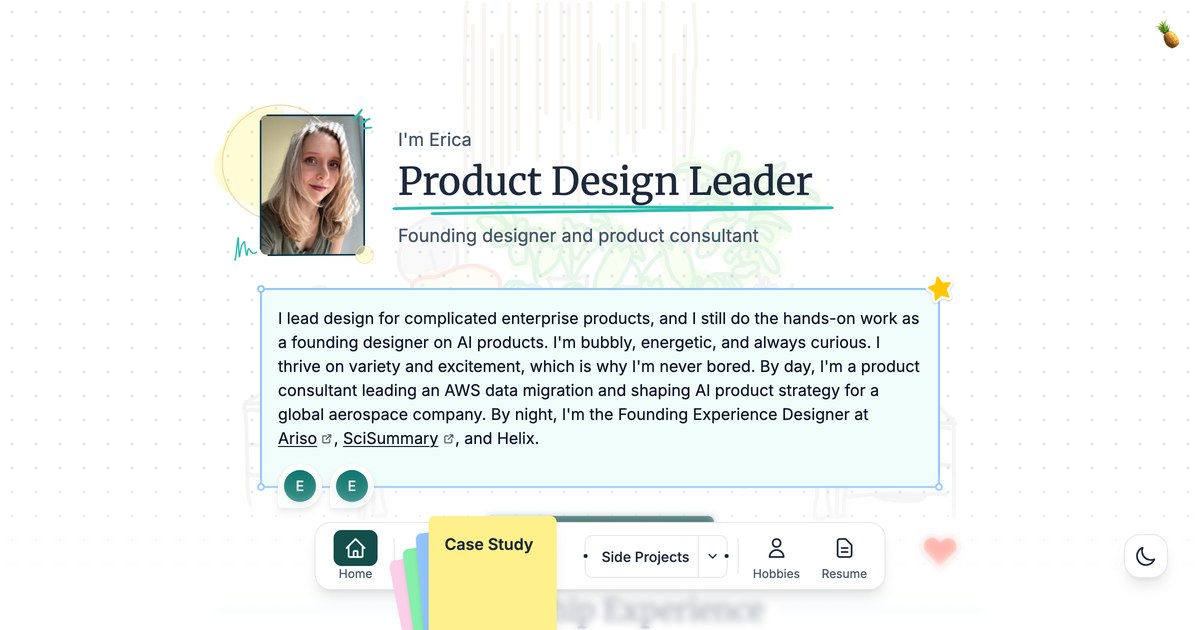 I'm Erica
Product Design Leader
Founding designer and product consultant
I lead design for complicated enterprise products, and I still do the hands-on work as
a founding designer on AI products. I'm bubbly, energetic, and always curious. I
thrive on variety and excitement, which is why I'm never bored. By day, I'm a product
consultant leading an AWS data migration and shaping AI product strategy for a
global aerospace company. By night, I'm the Founding Experience Designer at
Ariso, SciSummary, and Helix.
E E
Case Study
Side Projects
Home
Hobbies
Resume
Experience